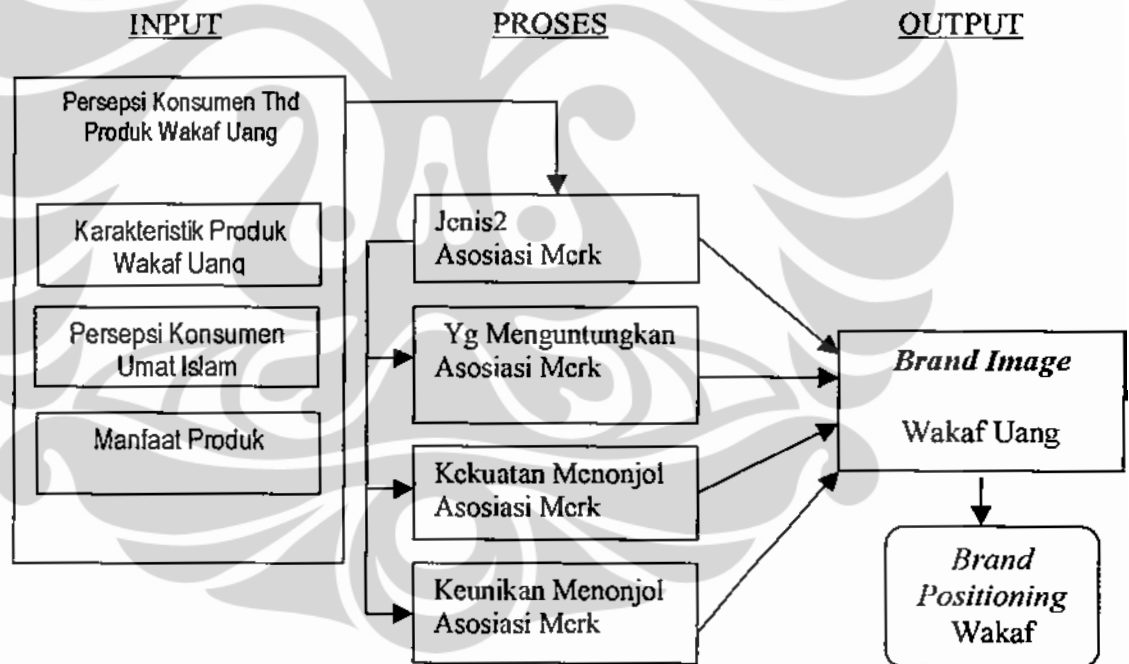 INPUT
PROSES
OUTPUT
Persepsi Konsumen Thd
Produk Wakaf Uang
Karakteristik Produk
Wakaf Uang
Persepsi Konsumen
Umat Islam
Manfaat Produk
Jenis2
Asosiasi Merk
Yg Menguntungkan
Asosiasi Merk
Kekuatan Menonjol
Asosiasi Merk
Keunikan Menonjol
Asosiasi Merk
Brand Image
Wakaf Uang
Brand
Positioning
Wakaf